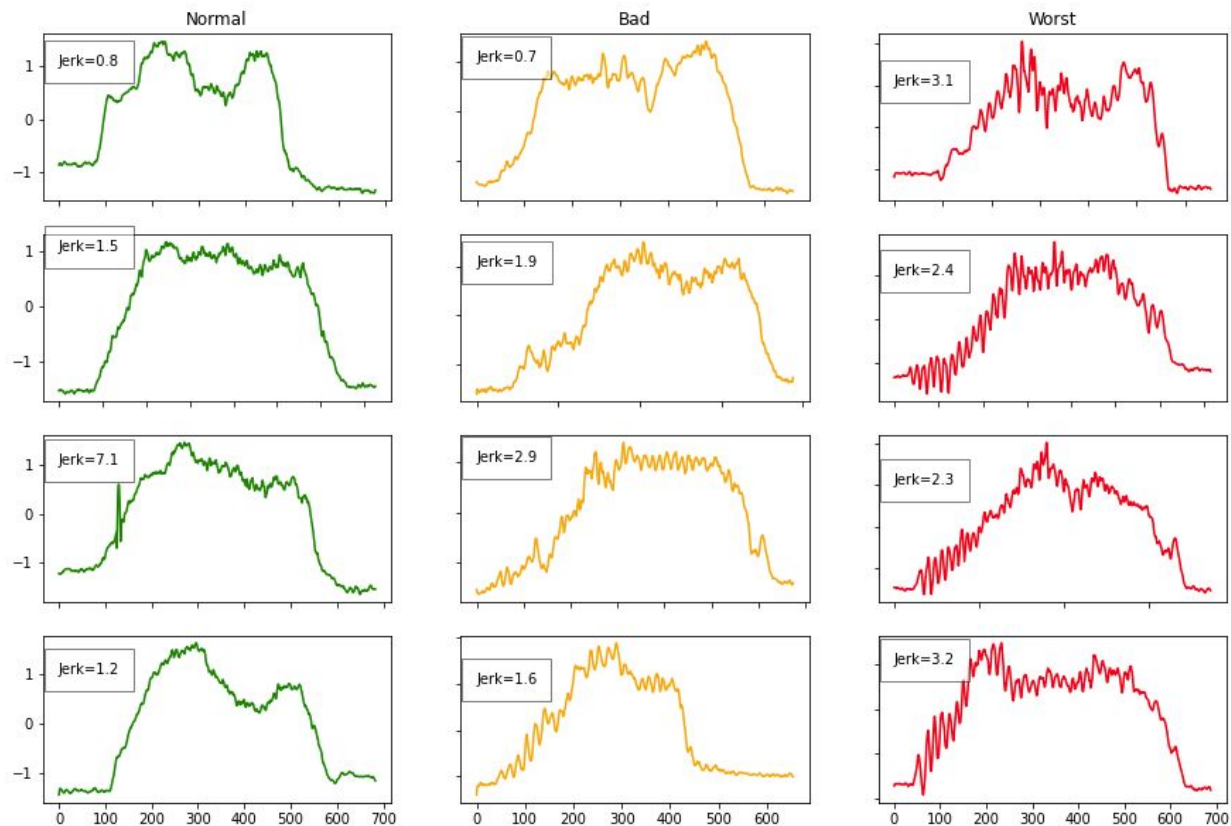 Normal Bad Worst
Jerk=0.8 Jerk=0.7 Jerk=3.1
1
0
−1
Jerk=1.5 Jerk=1.9 Jerk=2.4
1
0
−1
Jerk=7.1 Jerk=2.9 Jerk=2.3
1
0
−1
Jerk=1.2 Jerk=1.6 Jerk=3.2
1
0
−1
0 100 200 300 400 500 600 0 100 200 300 400 500 600 0 100 200 300 400 500 600 700